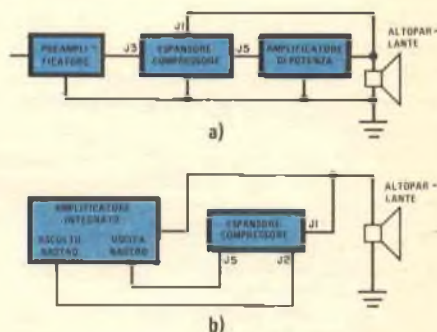 J1
ALTOPAR-
LANTE
PREAMPLI-
FICATORE
J3
ESPANSORE
COMPRESSORE
J5
AMPLIFICATORE
DI POTENZA
a)
AMPLIFICATORE
INTEGRATO
ASCOLTO
NASTRO
USCITA
NASTRO
ESPANSORE
COMPRESSORE
J1
J5
J2
ALTOPAR-
LANTE
b)